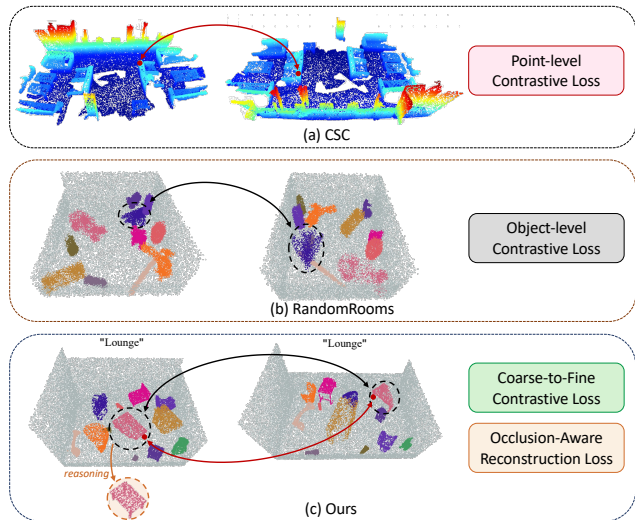 Point-level
Contrastive Loss
(a) CSC
Object-level
Contrastive Loss
(b) RandomRooms
"Lounge"
"Lounge"
Coarse-to-Fine
Contrastive Loss
Occlusion-Aware
Reconstruction Loss
reasoning
(c) Ours